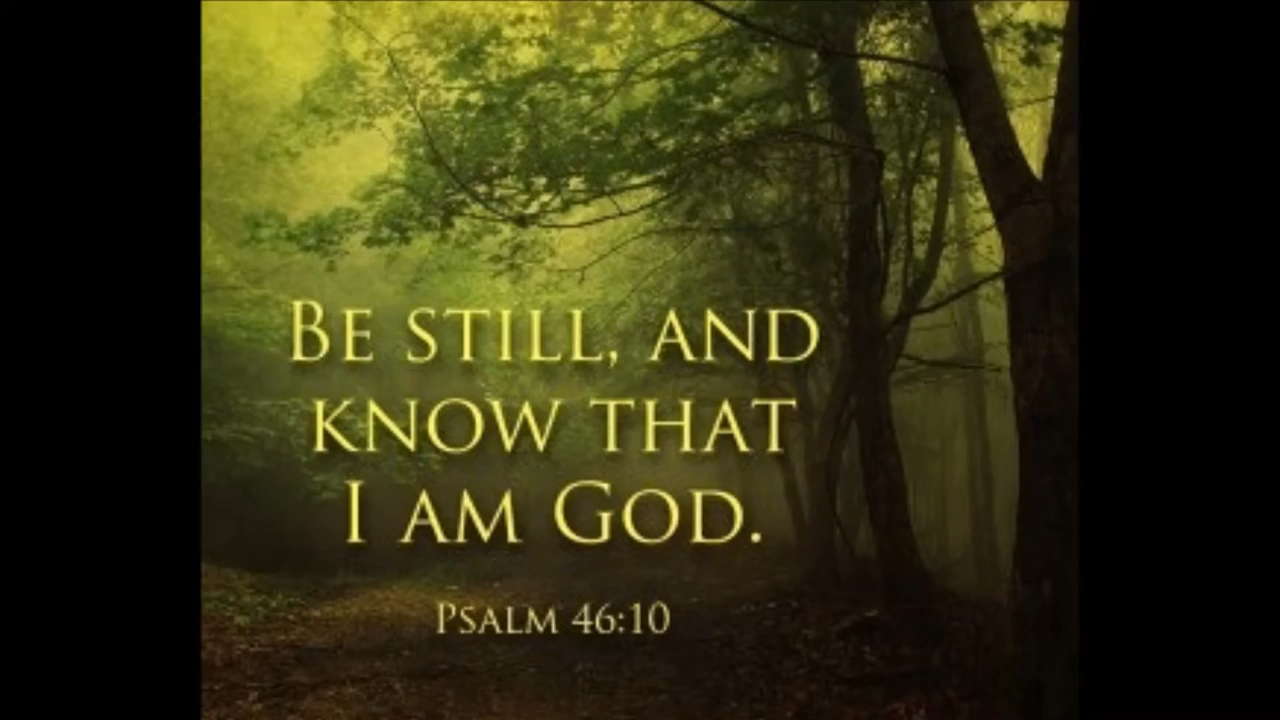 Be still, and
know that
I am God.
Psalm 46:10